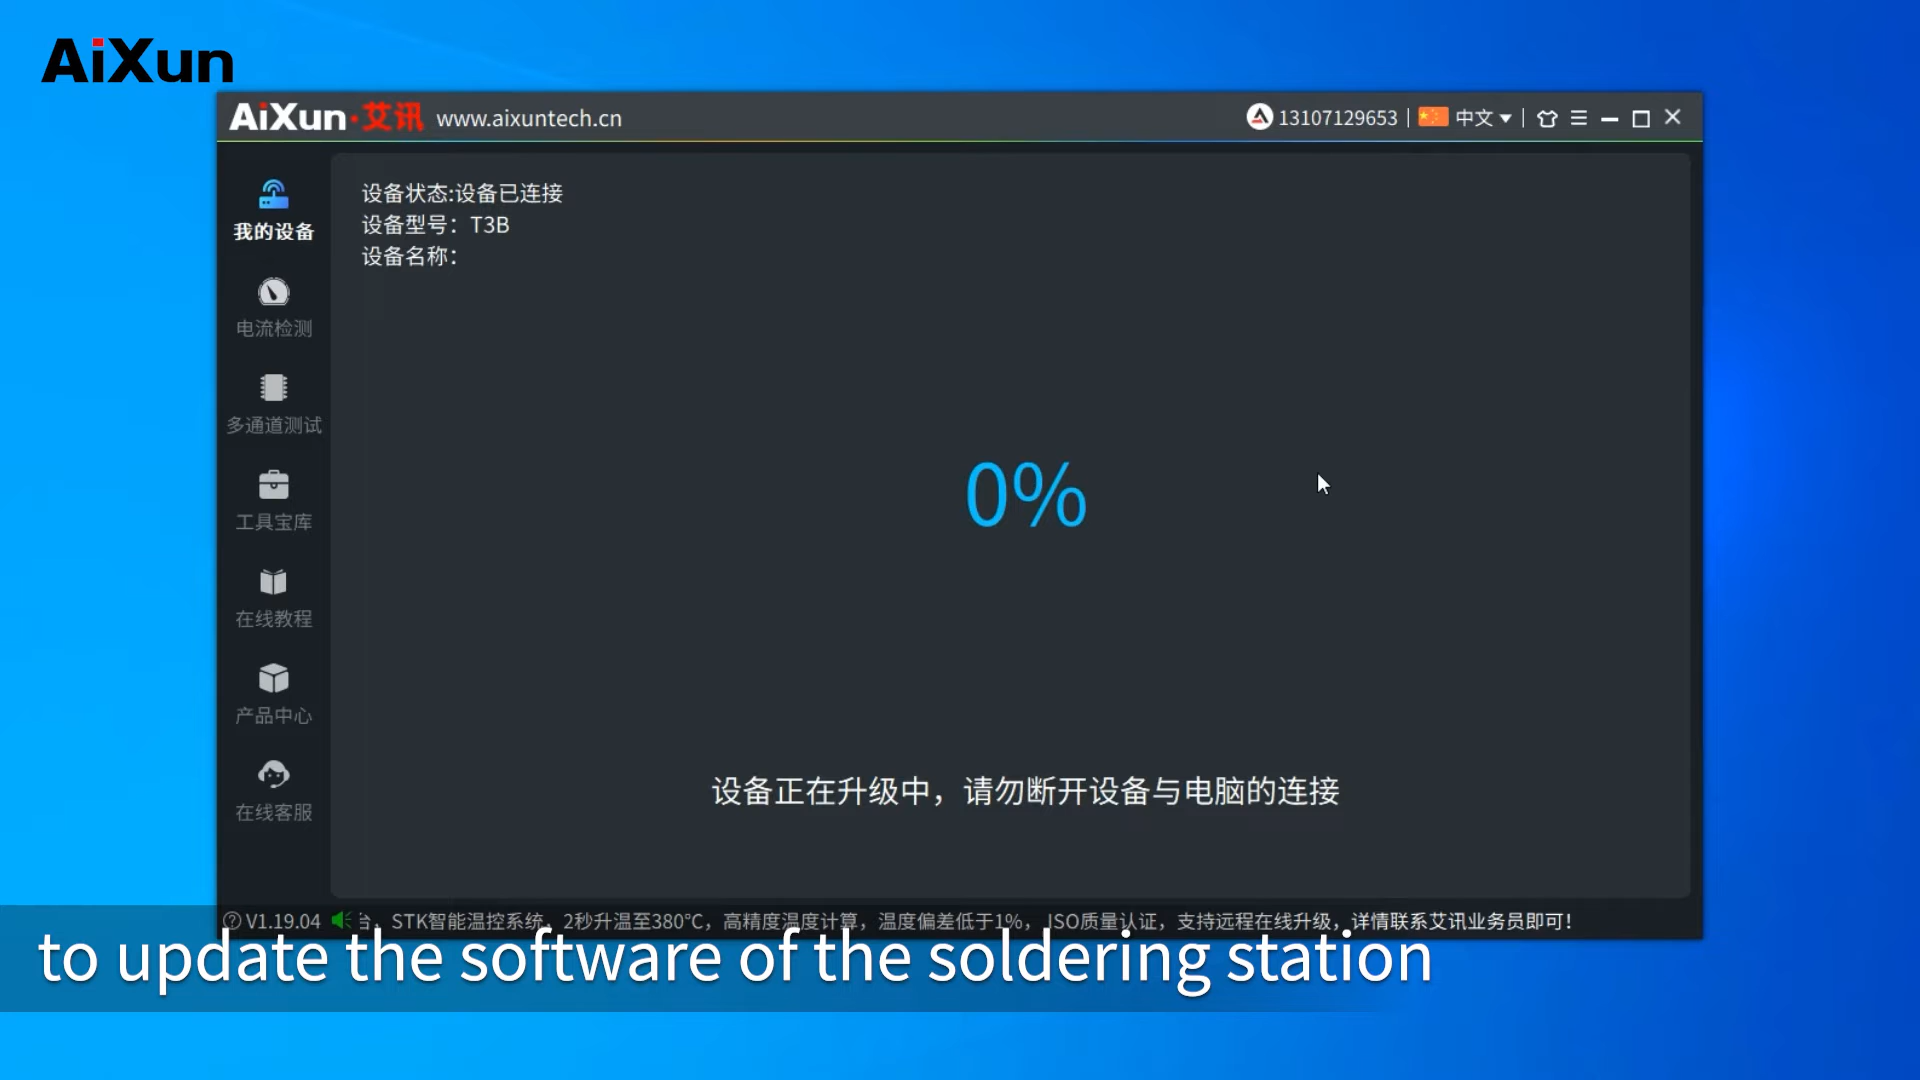 AiXun
AiXun·艾讯 www.aixuntech.cn 13107129653 | 中文 |
设备状态:设备已连接
设备型号：T3B
设备名称：
我的设备
电流检测
多通道测试
工具宝库
在线教程
产品中心
在线客服
0%
设备正在升级中，请勿断开设备与电脑的连接
V1.19.04 台，STK智能温控系统，2秒升温至380℃，高精度温度计算，温度偏差低于1%，ISO质量认证，支持远程在线升级，详情联系艾讯业务员即可！
to update the software of the soldering station